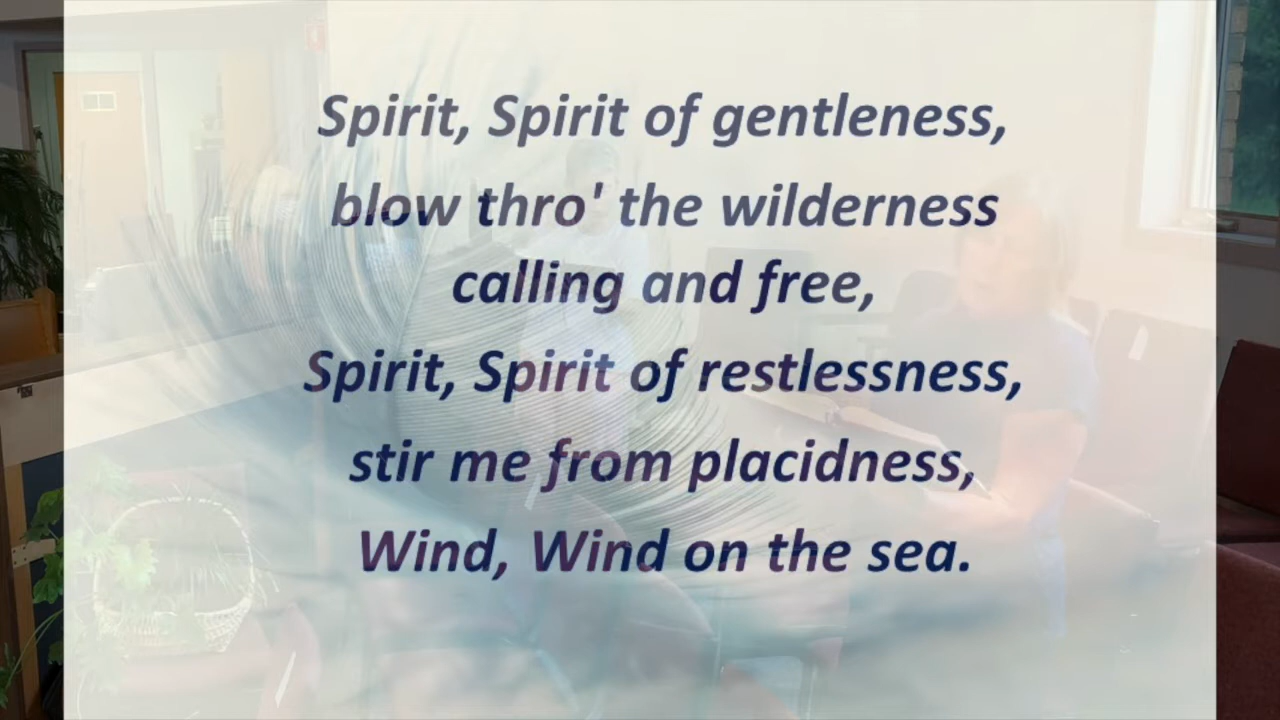 Spirit, Spirit of gentleness,
blow thro' the wilderness
calling and free,
Spirit, Spirit of restlessness,
stir me from placidness,
Wind, Wind on the sea.